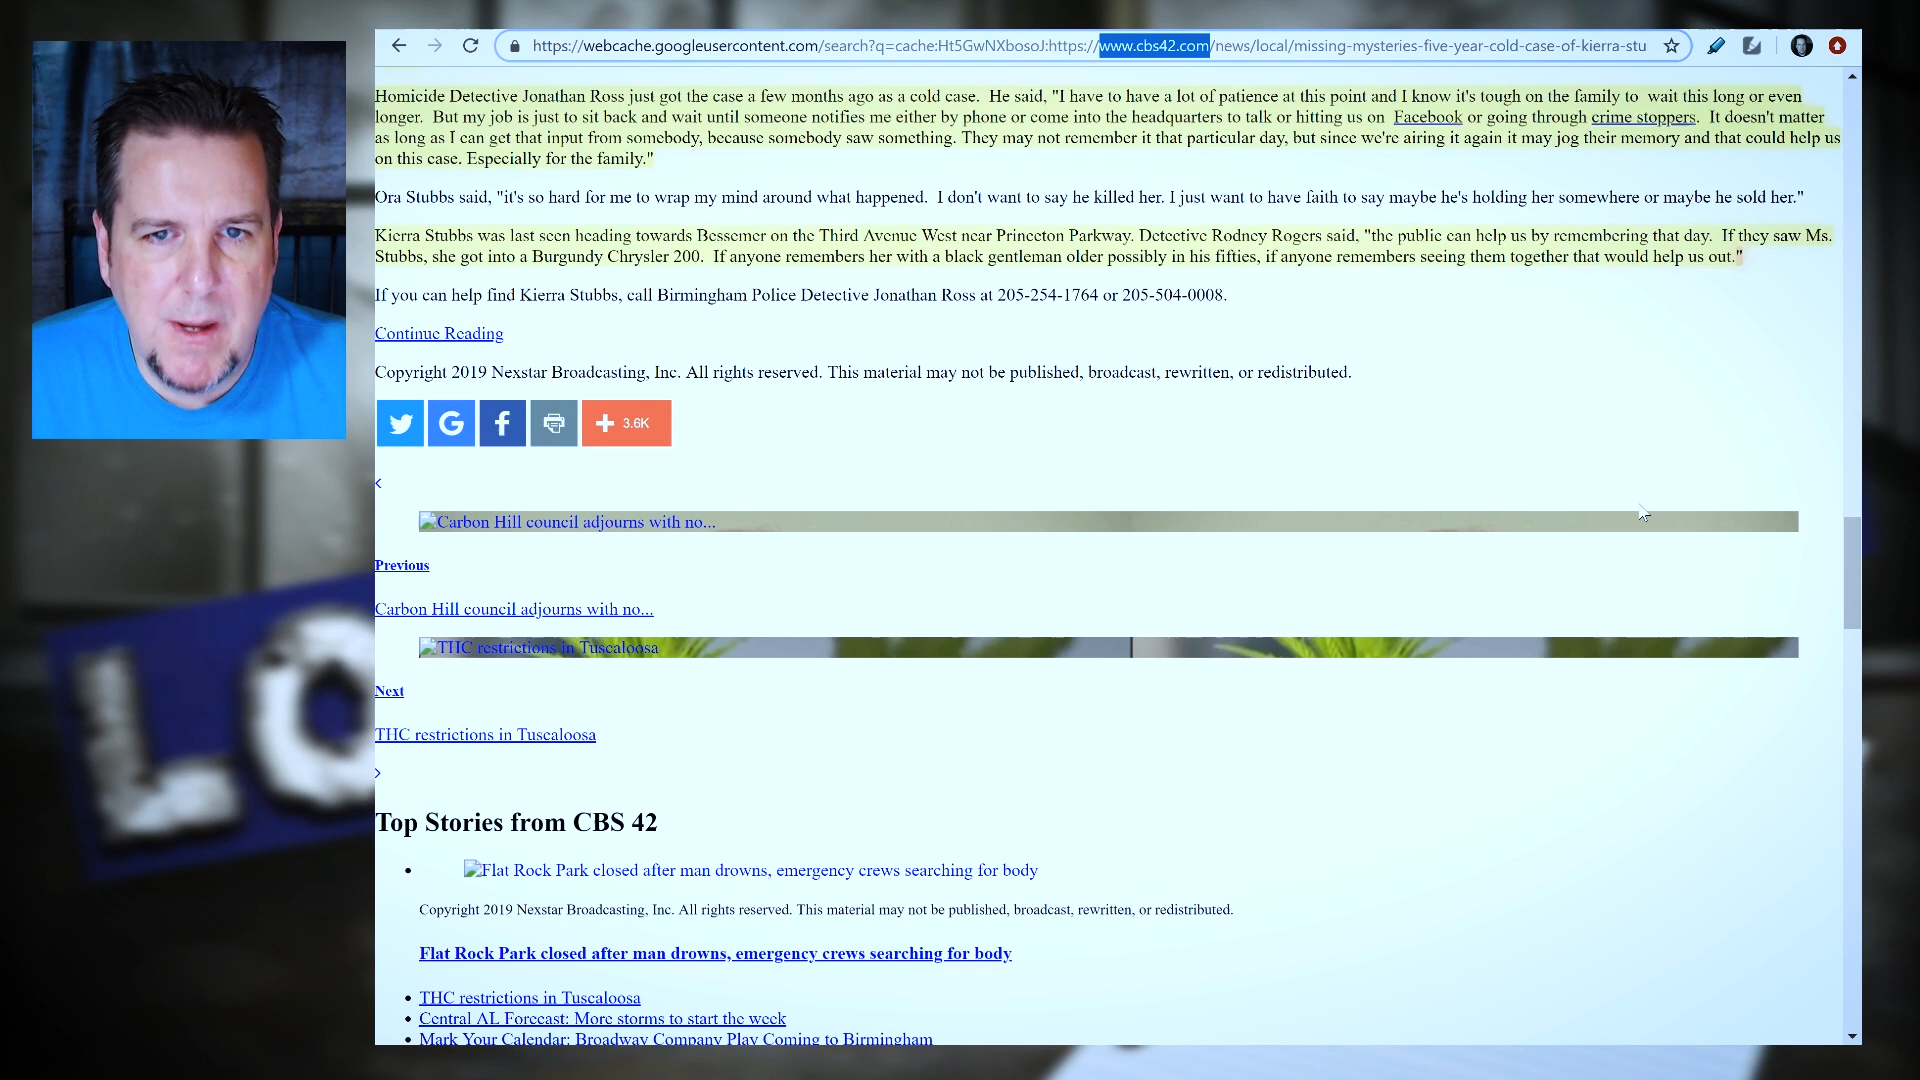 https://webcache.googleusercontent.com/search?q=cache:Ht5GwNXbosoJ:https://www.cbs42.com/news/local/missing-mysteries-five-year-cold-case-of-kierra-stu
Homicide Detective Jonathan Ross just got the case a few months ago as a cold case.  He said, "I have to have a lot of patience at this point and I know it's tough on the family to  wait this long or even
longer.  But my job is just to sit back and wait until someone notifies me either by phone or come into the headquarters to talk or hitting us on  Facebook or going through crime stoppers.  It doesn't matter
as long as I can get that input from somebody, because somebody saw something. They may not remember it that particular day, but since we're airing it again it may jog their memory and that could help us
on this case. Especially for the family."
Ora Stubbs said, "it's so hard for me to wrap my mind around what happened.  I don't want to say he killed her. I just want to have faith to say maybe he's holding her somewhere or maybe he sold her."
Kierra Stubbs was last seen heading towards Bessemer on the Third Avenue West near Princeton Parkway. Detective Rodney Rogers said, "the public can help us by remembering that day.  If they saw Ms.
Stubbs, she got into a Burgundy Chrysler 200.  If anyone remembers her with a black gentleman older possibly in his fifties, if anyone remembers seeing them together that would help us out."
If you can help find Kierra Stubbs, call Birmingham Police Detective Jonathan Ross at 205-254-1764 or 205-504-0008.
Continue Reading
Copyright 2019 Nexstar Broadcasting, Inc. All rights reserved. This material may not be published, broadcast, rewritten, or redistributed.
3.6K
<
Carbon Hill council adjourns with no...
Previous
Carbon Hill council adjourns with no...
THC restrictions in Tuscaloosa
Next
THC restrictions in Tuscaloosa
>
Top Stories from CBS 42
Flat Rock Park closed after man drowns, emergency crews searching for body
Copyright 2019 Nexstar Broadcasting, Inc. All rights reserved. This material may not be published, broadcast, rewritten, or redistributed.
Flat Rock Park closed after man drowns, emergency crews searching for body
THC restrictions in Tuscaloosa
Central AL Forecast: More storms to start the week
Mark Your Calendar: Broadway Company Play Coming to Birmingham
LO